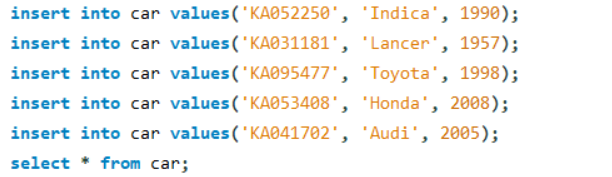 insert into car values('KA052250', 'Indica', 1990);
insert into car values('KA031181', 'Lancer', 1957);
insert into car values('KA095477', 'Toyota', 1998);
insert into car values('KA053408', 'Honda', 2008);
insert into car values('KA041702', 'Audi', 2005);
select * from car;